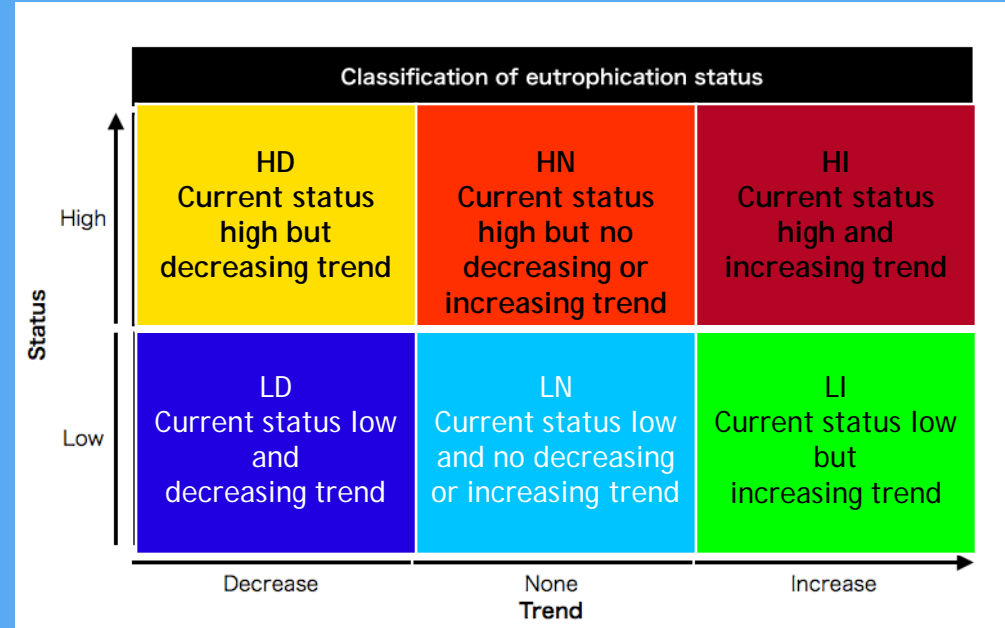 Classification of eutrophication status
HD
Current status
high but
decreasing trend
HN
Current status
high but no
decreasing or
increasing trend
HI
Current status
high and
increasing trend
High
Status
LD
Current status low
and
decreasing trend
LN
Current status low
and no decreasing
or increasing trend
LI
Current status low
but
increasing trend
Low
Decrease
None
Increase
Trend